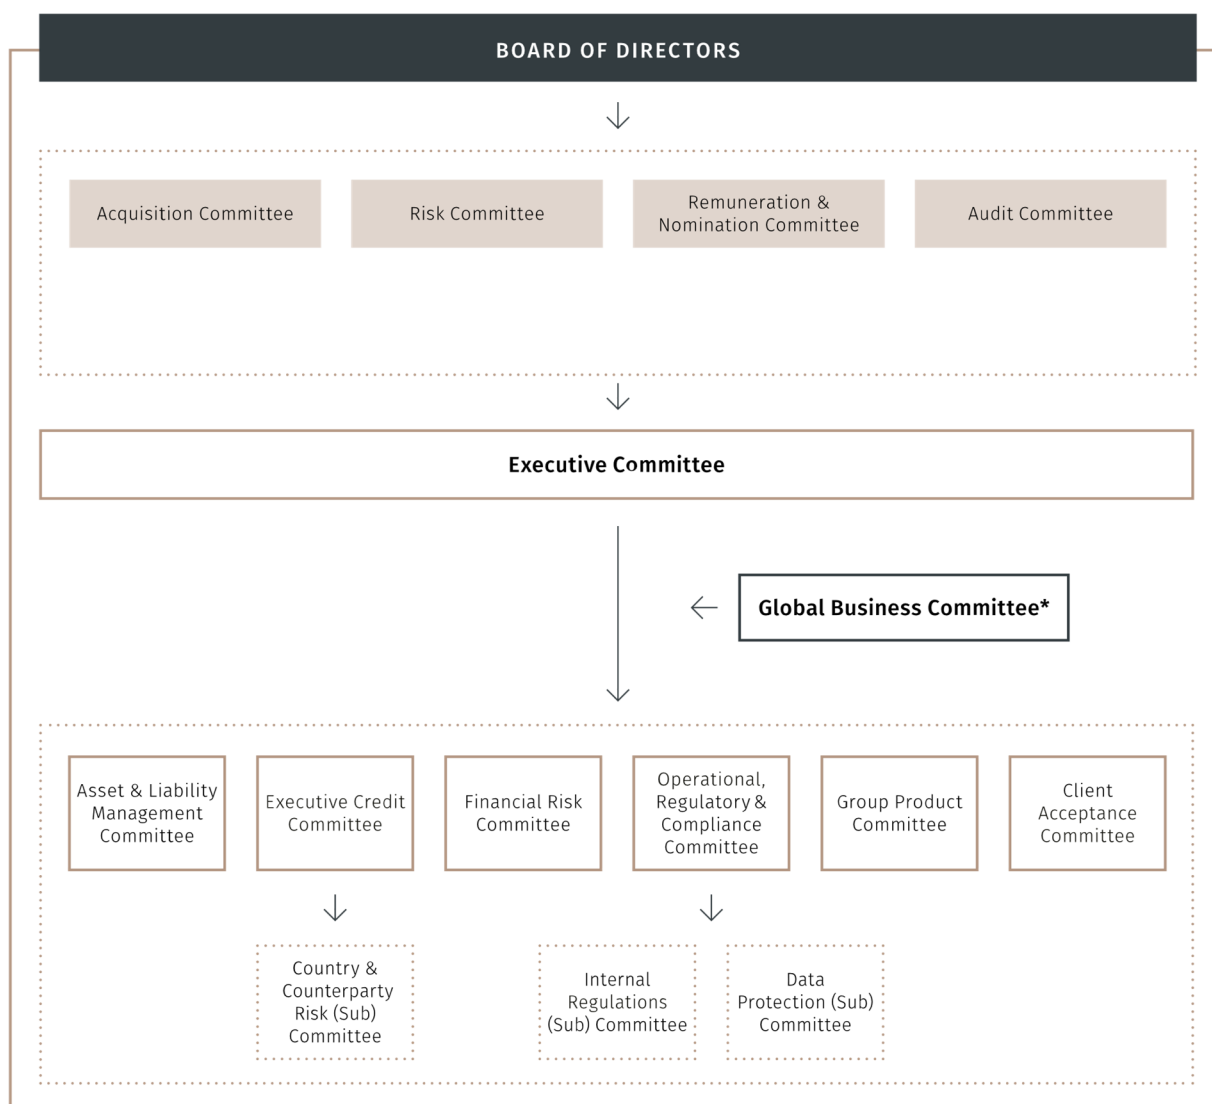 BOARD OF DIRECTORS
Acquisition Committee
Risk Committee
Remuneration &
Nomination Committee
Audit Committee
Executive Committee
Global Business Committee*
Asset & Liability
Management
Committee
Executive Credit
Committee
Financial Risk
Committee
Operational,
Regulatory &
Compliance
Committee
Group Product
Committee
Client
Acceptance
Committee
Country &
Counterparty
Risk (Sub)
Committee
Internal
Regulations
(Sub) Committee
Data
Protection (Sub)
Committee